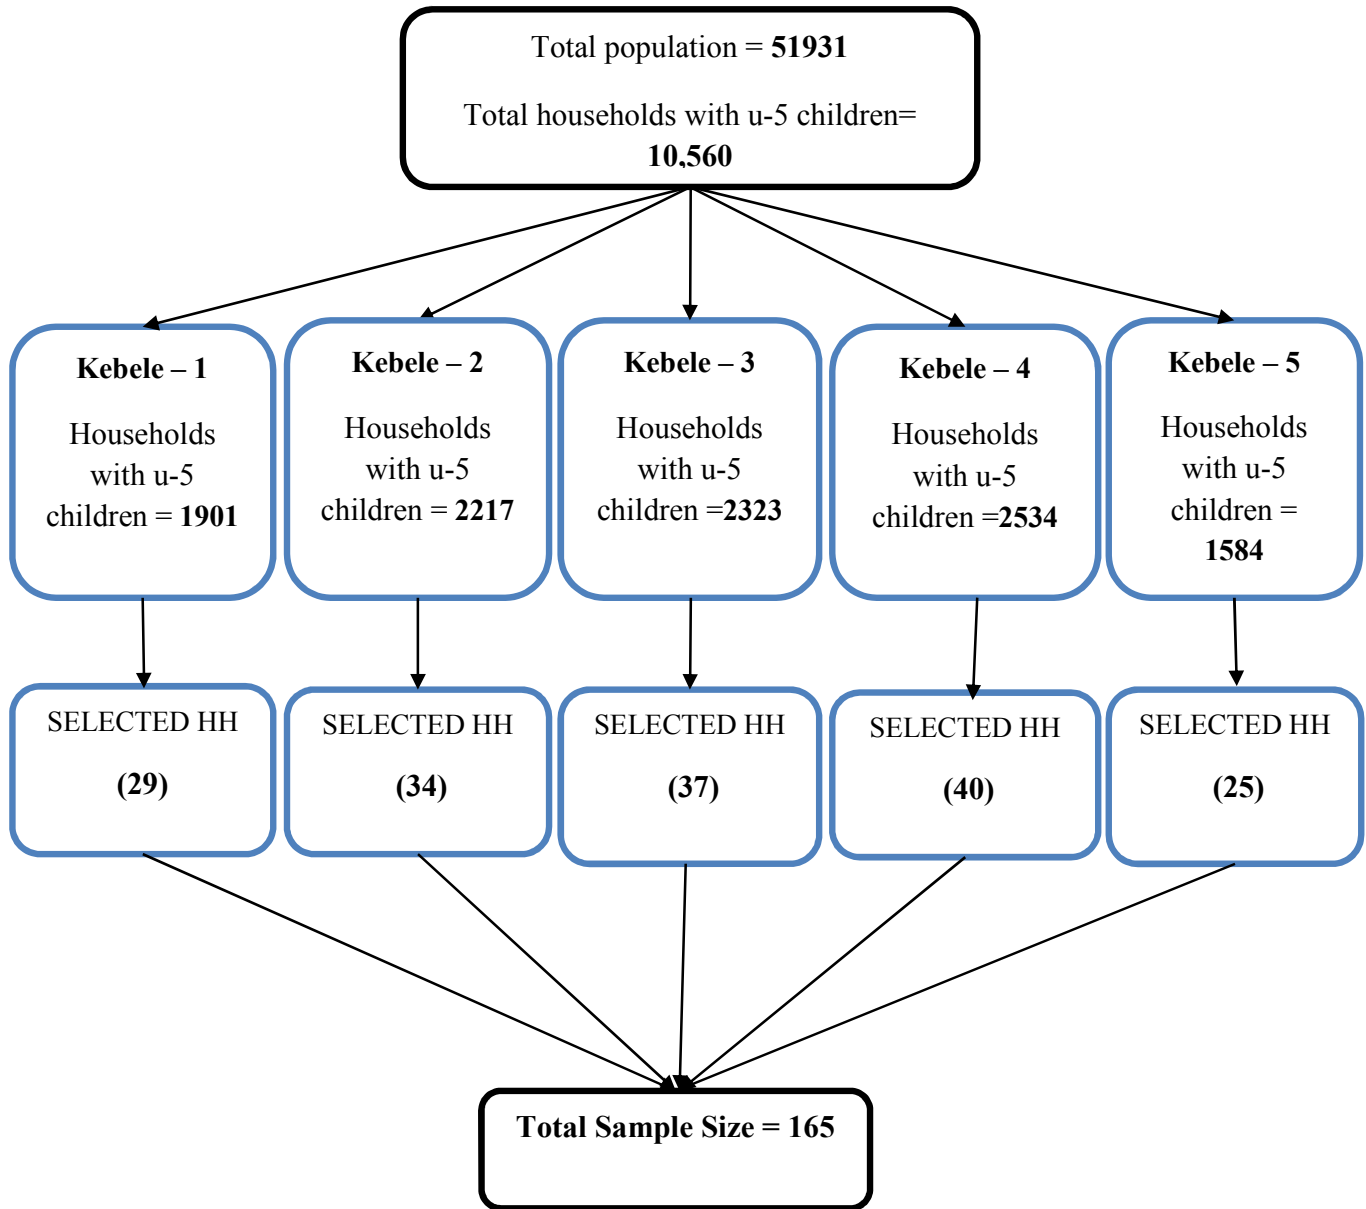 Total population = 51931
Total households with u-5 children=
10,560
Kebele – 1
Households
with u-5
children = 1901
Kebele – 2
Households
with u-5
children = 2217
Kebele – 3
Households
with u-5
children =2323
Kebele – 4
Households
with u-5
children =2534
Kebele – 5
Households
with u-5
children =
1584
SELECTED HH
(29)
SELECTED HH
(34)
SELECTED HH
(37)
SELECTED HH
(40)
SELECTED HH
(25)
Total Sample Size = 165